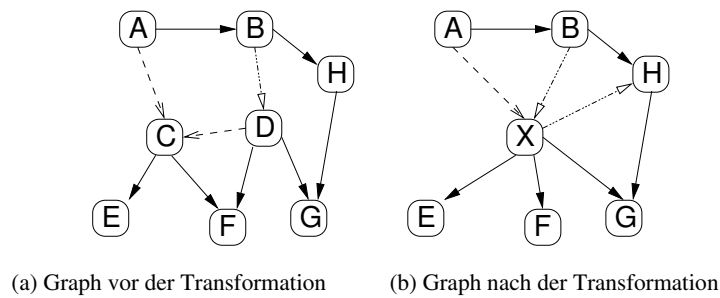 A B H C D E F G
A B H X E F G
(a) Graph vor der Transformation
(b) Graph nach der Transformation